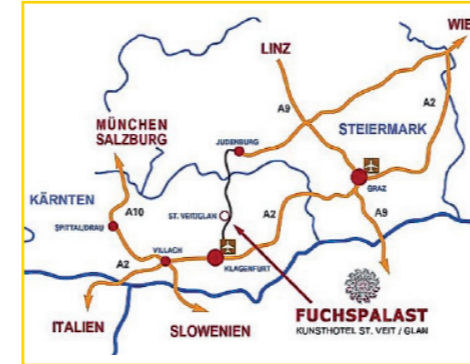 WIE
LINZ
A9
A2
MÜNCHEN
SALZBURG
JUDENBURG
STEIERMARK
KÄRNTEN
A10
GRAZ
ST. VEIT/GLAN
A2
A9
SPITTAL/DRAU
VILLACH
A2
KLAGENFURT
FUCHSPALAST
KUNSTHOTEL ST. VEIT / GLAN
ITALIEN
SLOWENIEN